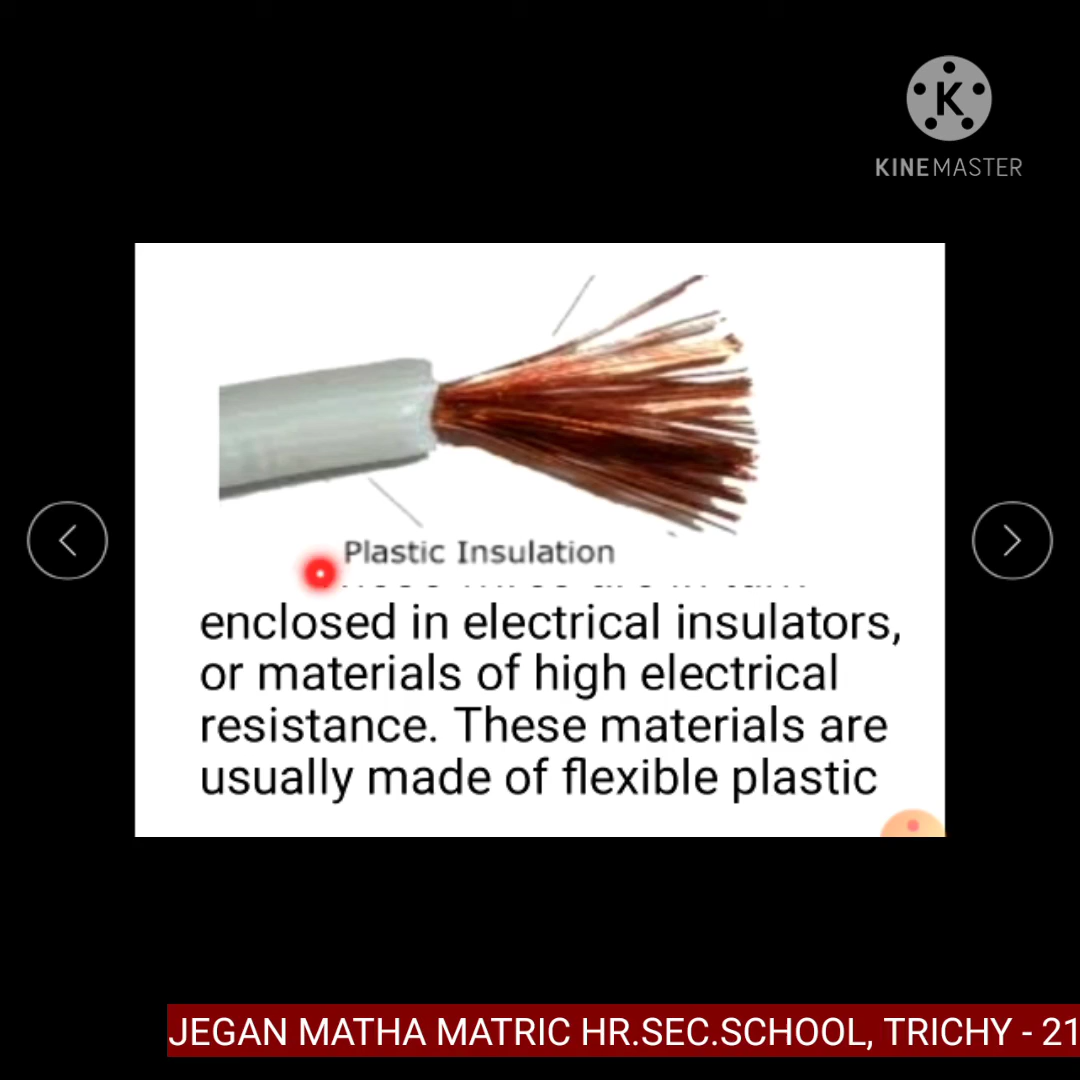 K
KINEMASTER
Plastic Insulation
enclosed in electrical insulators,
or materials of high electrical
resistance. These materials are
usually made of flexible plastic
JEGAN MATHA MATRIC HR.SEC.SCHOOL, TRICHY - 21